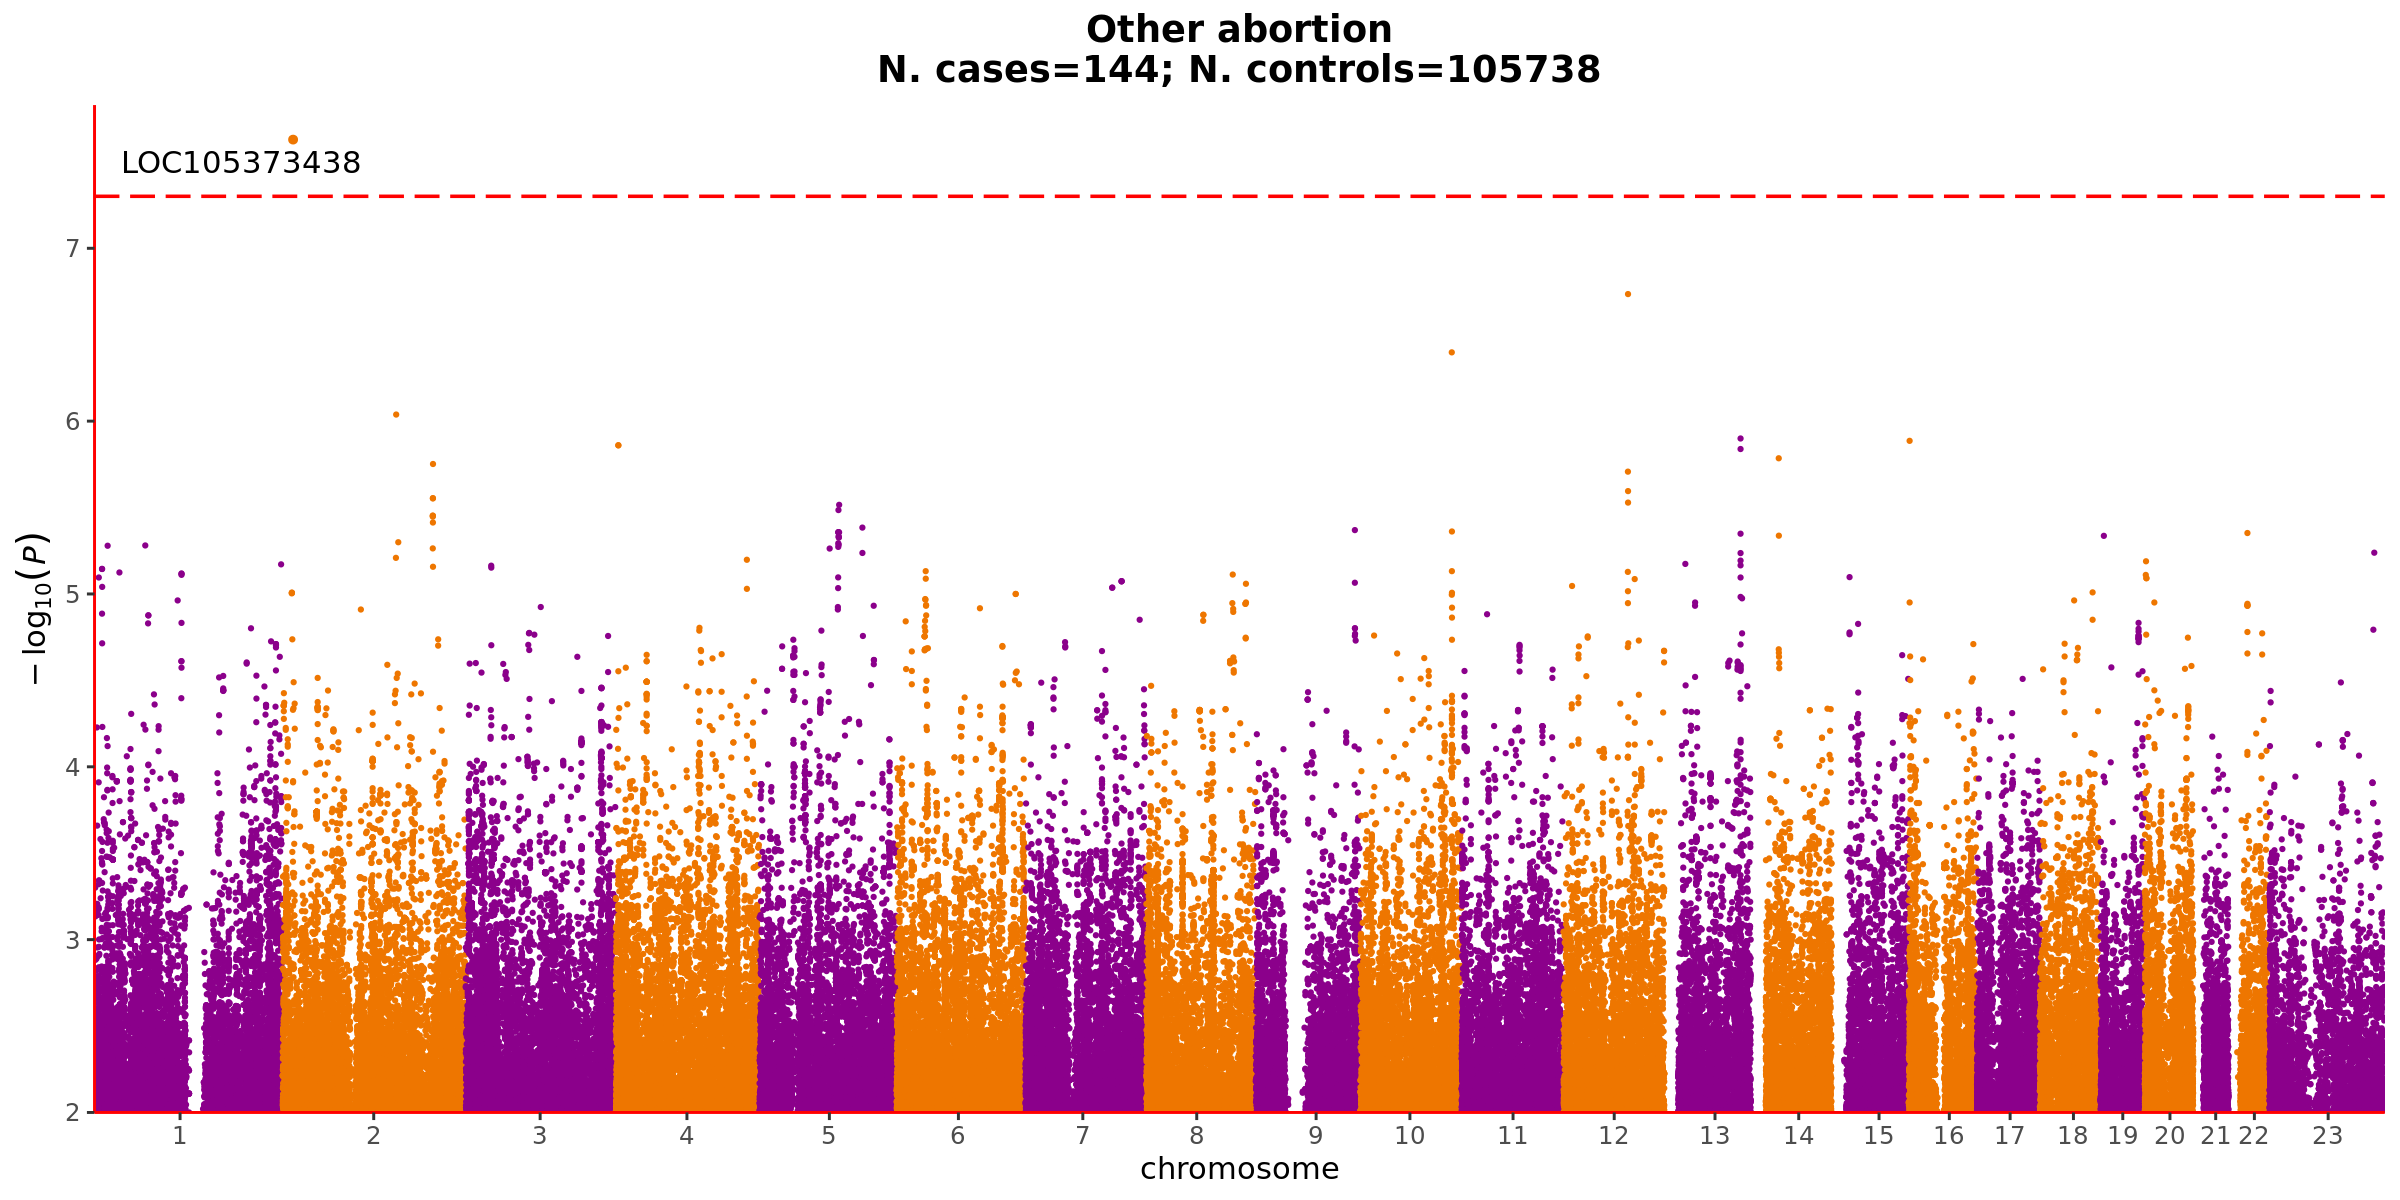 Other abortion
N. cases=144; N. controls=105738
LOC105373438
7
6
5
4
3
2
−log₁₀(P)
1 2 3 4 5 6 7 8 9 10 11 12 13 14 15 16 17 18 19 20 21 22 23
chromosome